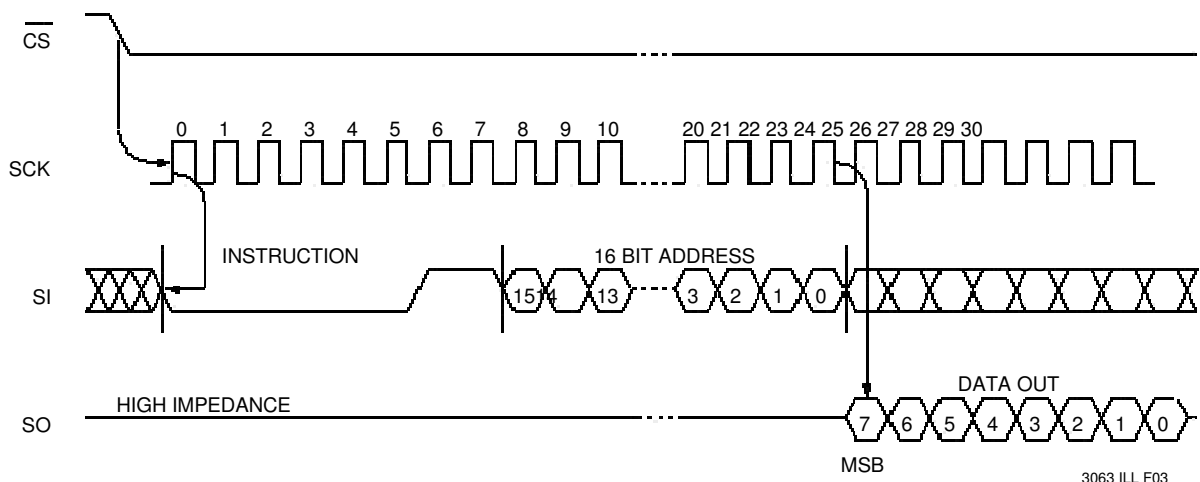 CS
0 1 2 3 4 5 6 7 8 9 10 20 21 22 23 24 25 26 27 28 29 30
SCK
INSTRUCTION
16 BIT ADDRESS
SI
15 14 13 3 2 1 0
DATA OUT
HIGH IMPEDANCE
SO
7 6 5 4 3 2 1 0
MSB
3063 ILL F03